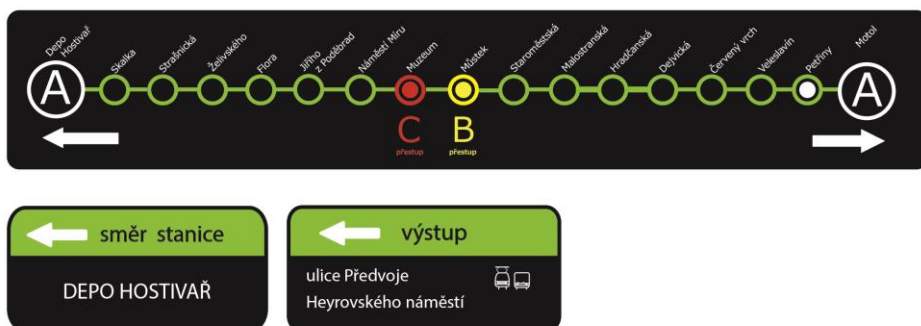 Depo
Hostivař
Skalka
Strašnická
Želivského
Flora
Jiřího
z Poděbrad
Náměstí Míru
Muzeum
Můstek
Staroměstská
Malostranská
Hradčanská
Dejvická
Červený vrch
Veleslavín
Petřiny
Motol
A
A
C
přestup
B
přestup
směr stanice
DEPO HOSTIVAŘ
výstup
ulice Předvoje
Heyrovského náměstí